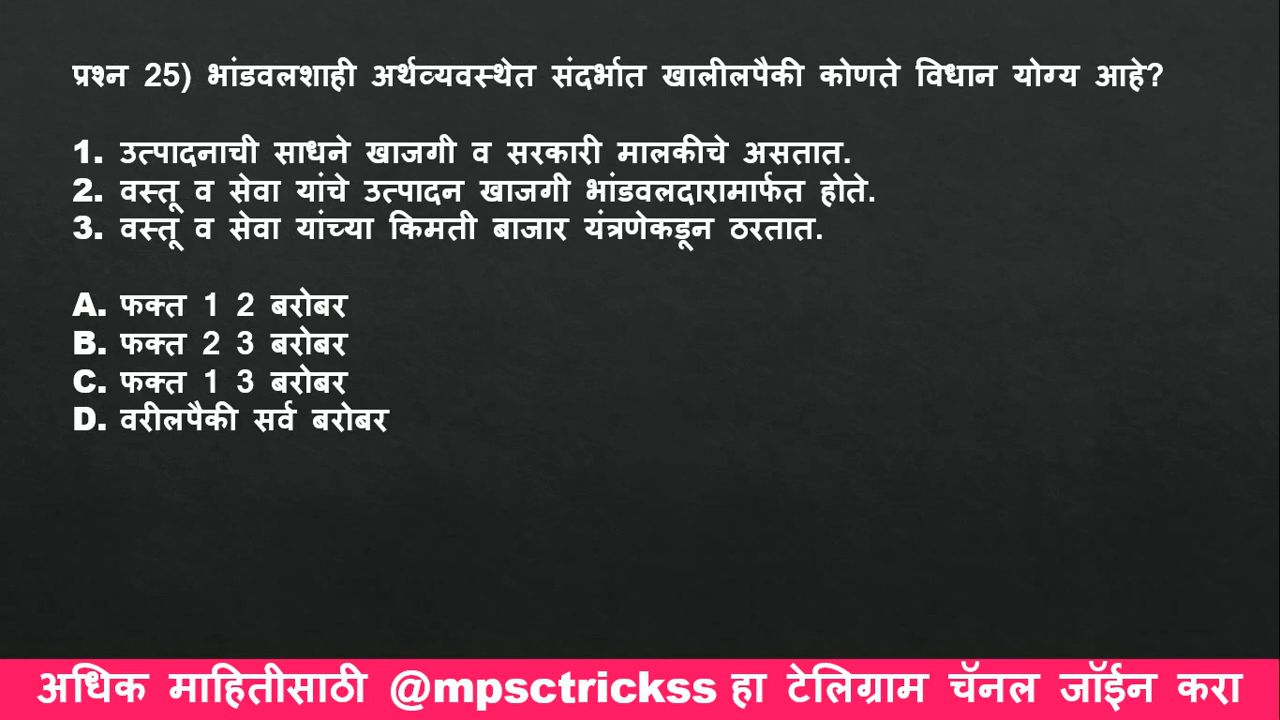 प्रश्न 25) भांडवलशाही अर्थव्यवस्थेत संदर्भात खालीलपैकी कोणते विधान योग्य आहे?
1. उत्पादनाची साधने खाजगी व सरकारी मालकीचे असतात.
2. वस्तू व सेवा यांचे उत्पादन खाजगी भांडवलदारामार्फत होते.
3. वस्तू व सेवा यांच्या किमती बाजार यंत्रणेकडून ठरतात.
A. फक्त 1 2 बरोबर
B. फक्त 2 3 बरोबर
C. फक्त 1 3 बरोबर
D. वरीलपैकी सर्व बरोबर
अधिक माहितीसाठी @mpsctrickss हा टेलिग्राम चॅनल जॉईन करा